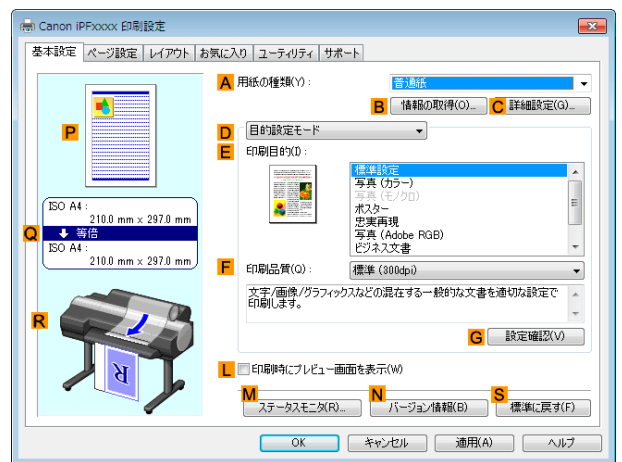 Canon iPFxxxx 印刷設定
基本設定 ページ設定 レイアウト お気に入り ユーティリティ サポート
A 用紙の種類(Y): 普通紙
B 情報の取得(O)... C 詳細設定(G)...
P
D 目的設定モード
E 印刷目的(I):
標準設定
写真 (カラー)
写真 (モノクロ)
ポスター
忠実再現
写真 (Adobe RGB)
ビジネス文書
ISO A4 :
210.0 mm x 297.0 mm
Q 等倍
ISO A4 :
210.0 mm x 297.0 mm
F 印刷品質(Q): 標準 (300dpi)
文字/画像/グラフィックスなどの混在する一般的な文書を適切な設定で
印刷します。
G 設定確認(V)
R
R
L 印刷時にプレビュー画面を表示(W)
M ステータスモニタ(R)... N バージョン情報(B) S 標準に戻す(F)
OK キャンセル 適用(A) ヘルプ